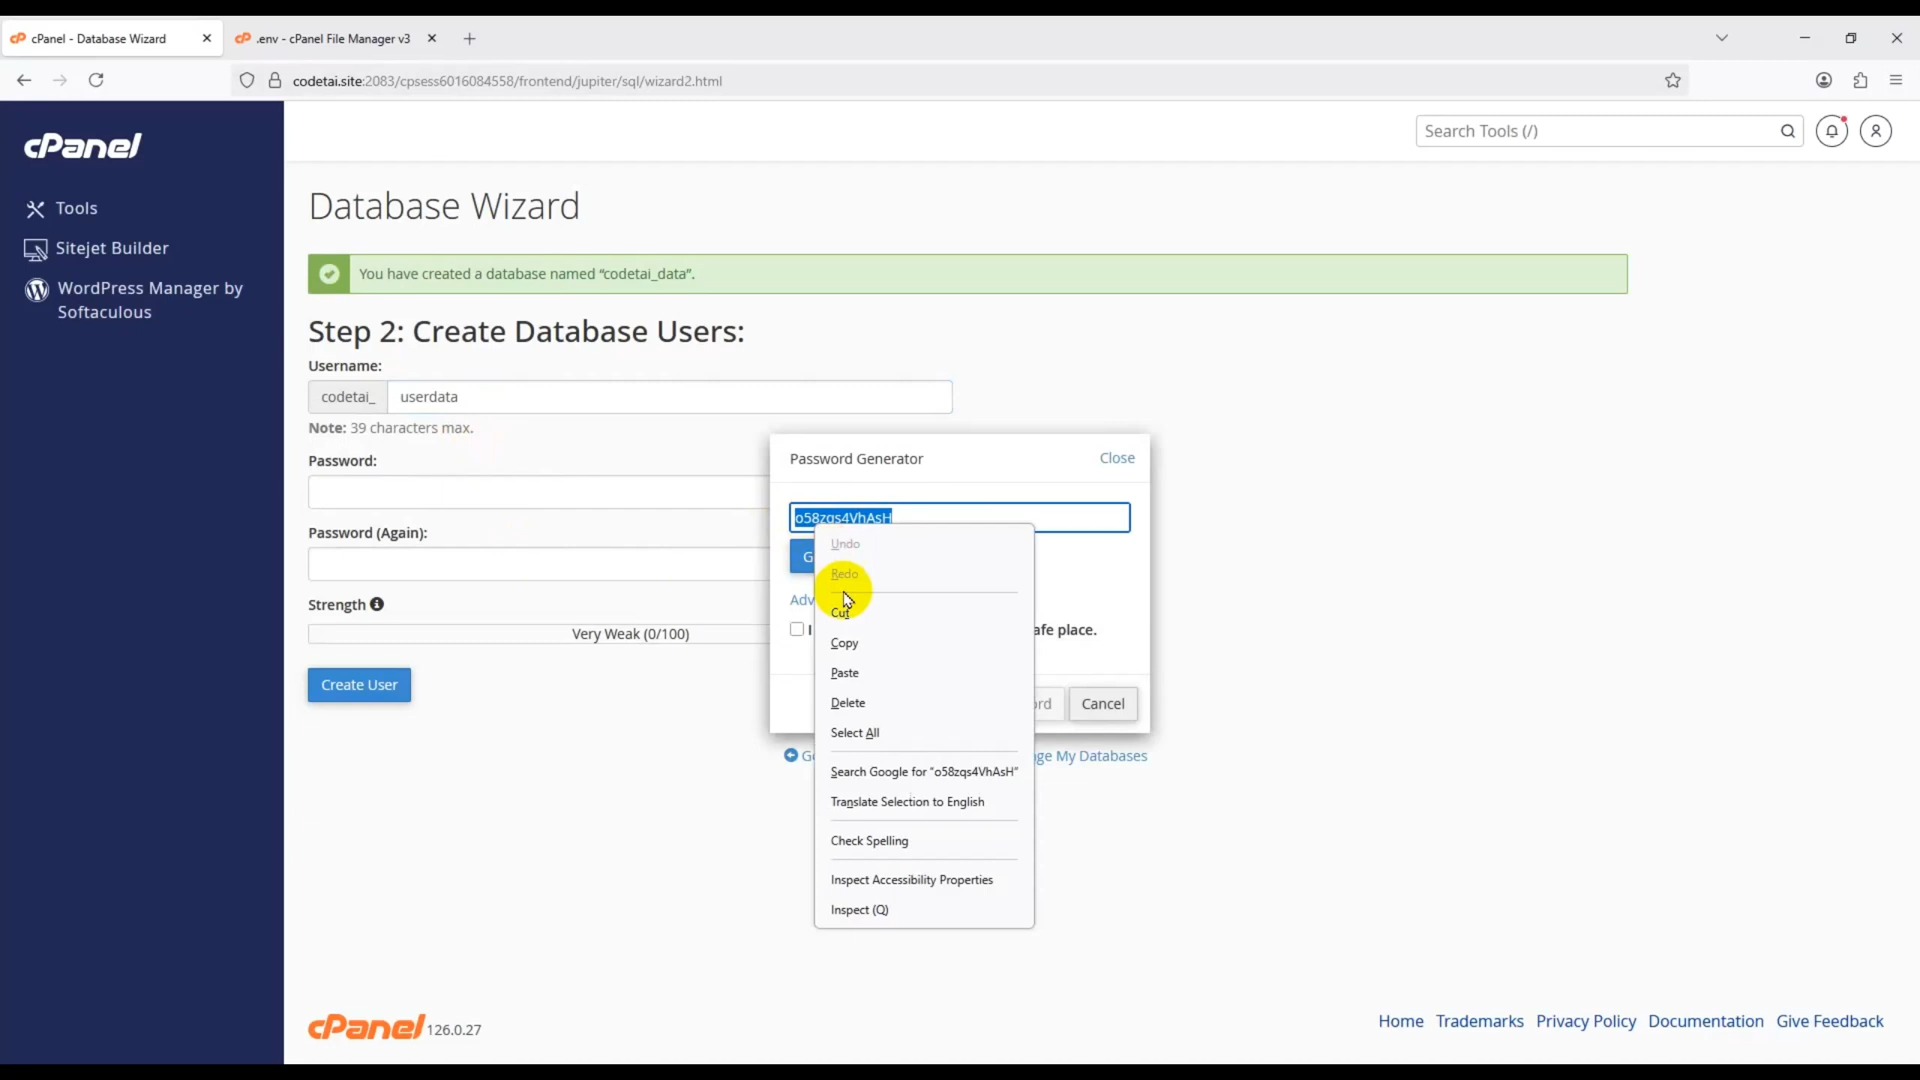 cPanel - Database Wizard
.env - cPanel File Manager v3
codetai.site:2083/cpsess6016084558/frontend/jupiter/sql/wizard2.html
cPanel
Search Tools (/)
Tools
Sitejet Builder
WordPress Manager by
Softaculous
Database Wizard
You have created a database named “codetai_data”.
Step 2: Create Database Users:
Username:
codetai_
userdata
Note: 39 characters max.
Password:
Password (Again):
Strength
Very Weak (0/100)
Create User
Password Generator
Close
o58zqs4VhAsH
Undo
Redo
Cut
Copy
Paste
Delete
Select All
Search Google for “o58zqs4VhAsH”
Translate Selection to English
Check Spelling
Inspect Accessibility Properties
Inspect (Q)
place.
Cancel
My Databases
cPanel 126.0.27
Home
Trademarks
Privacy Policy
Documentation
Give Feedback